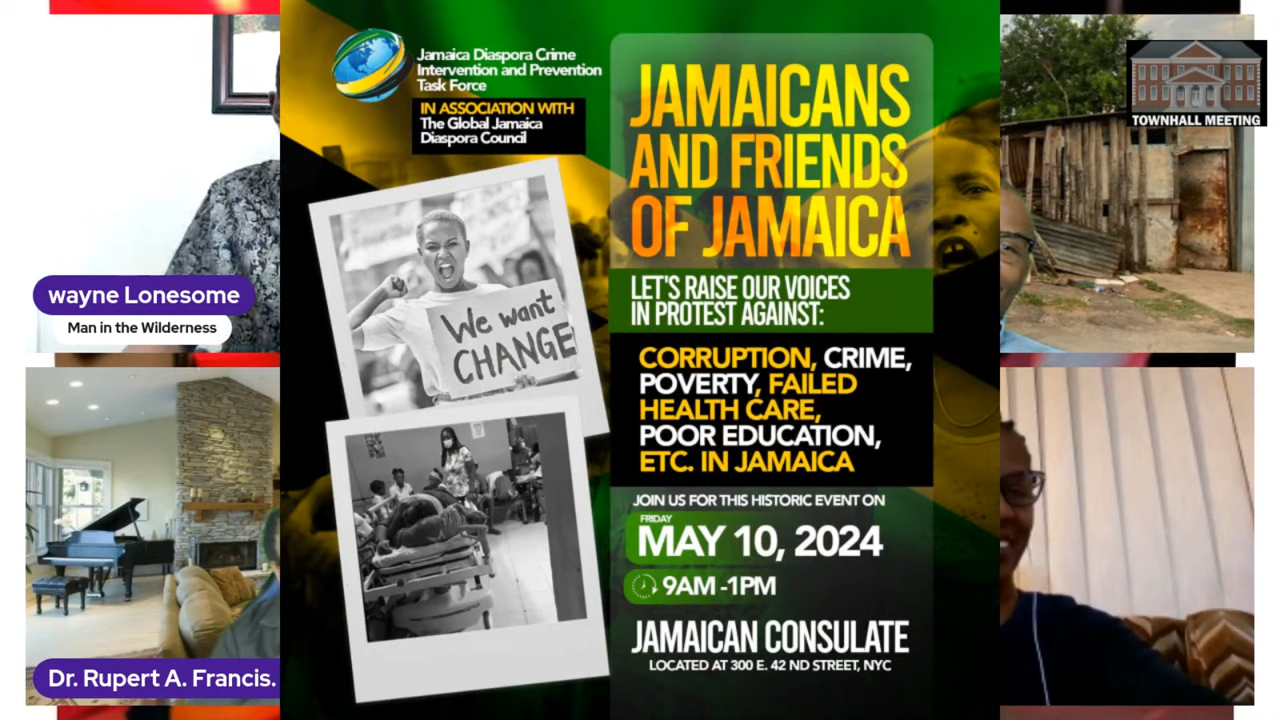 Jamaica Diaspora Crime
Intervention and Prevention
Task Force
IN ASSOCIATION WITH
The Global Jamaica
Diaspora Council
JAMAICANS
AND FRIENDS
OF JAMAICA
We want
CHANGE
LET'S RAISE OUR VOICES
IN PROTEST AGAINST:
CORRUPTION, CRIME,
POVERTY, FAILED
HEALTH CARE,
POOR EDUCATION,
ETC. IN JAMAICA
JOIN US FOR THIS HISTORIC EVENT ON
FRIDAY
MAY 10, 2024
9AM -1PM
JAMAICAN CONSULATE
LOCATED AT 300 E. 42 ND STREET, NYC
TOWNHALL MEETING
wayne Lonesome
Man in the Wilderness
Dr. Rupert A. Francis.